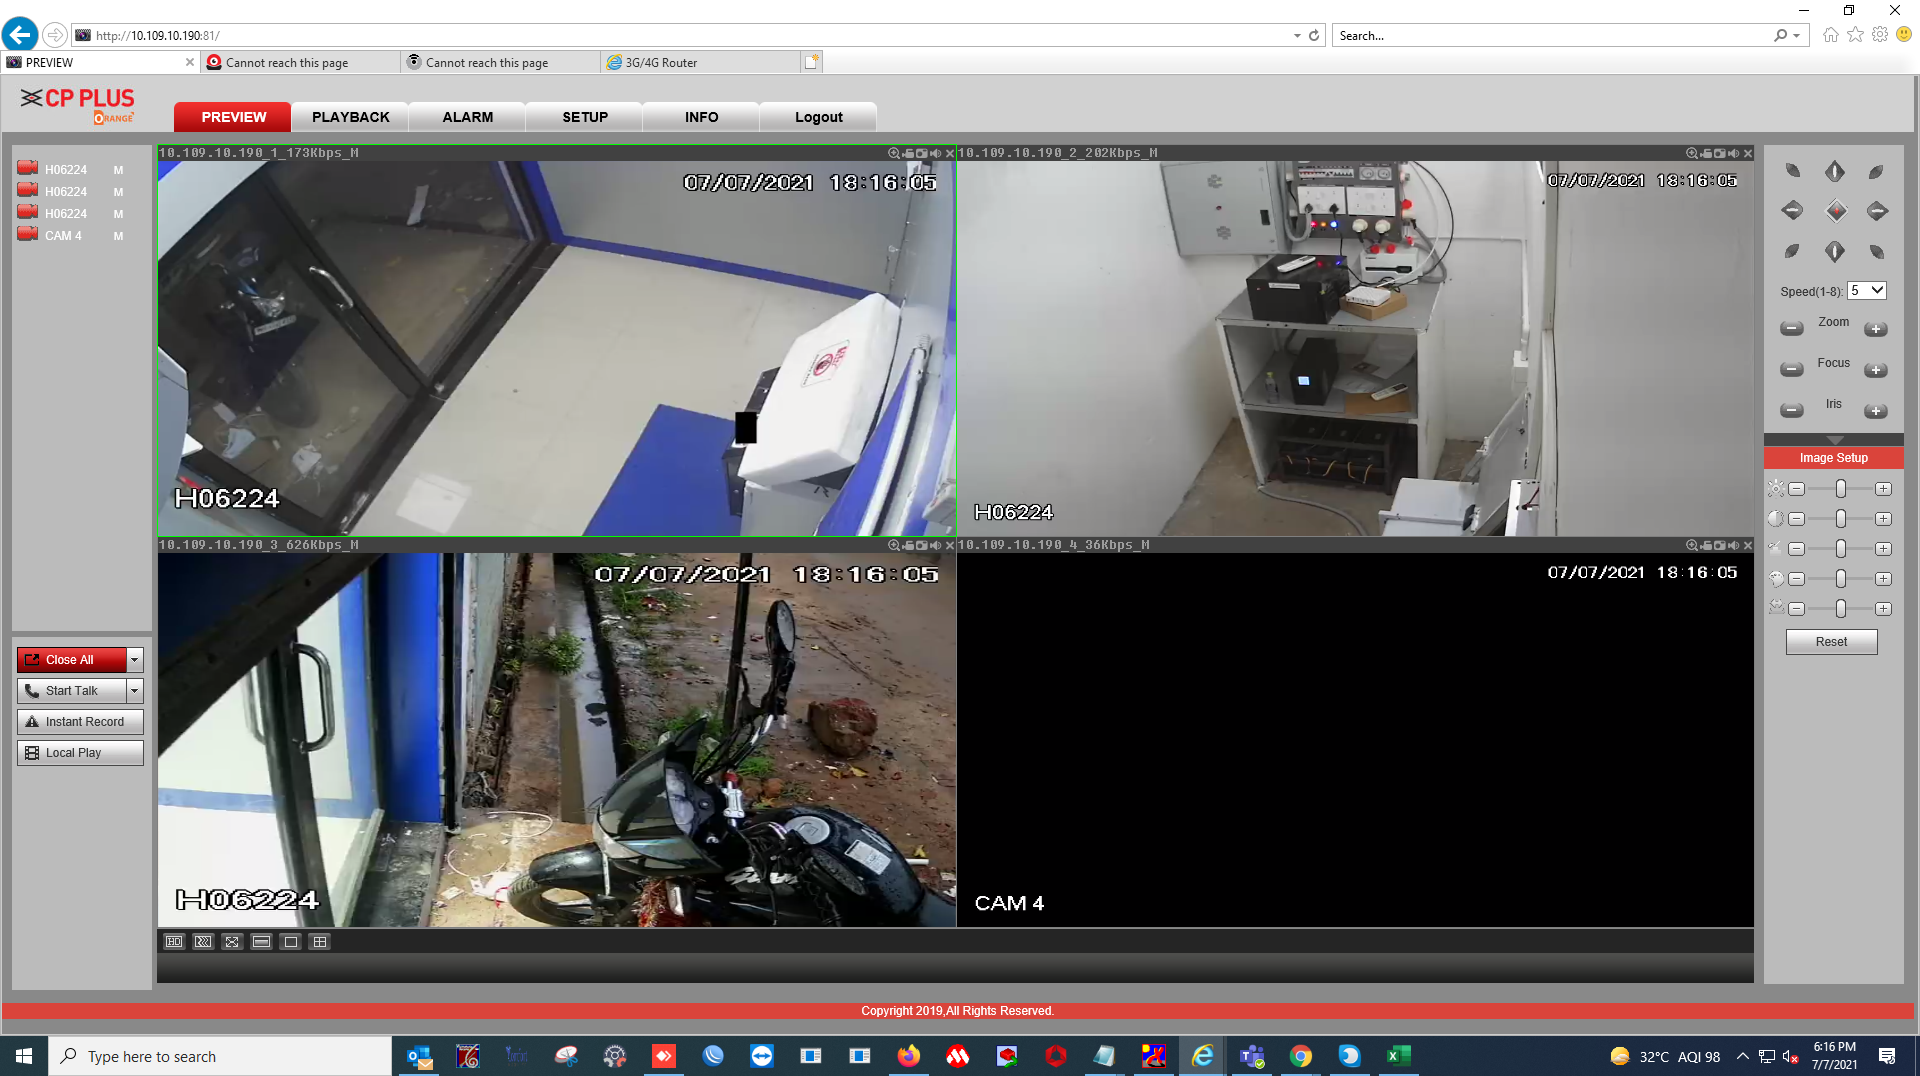 http://10.109.10.190:81/
Search...
PREVIEW
Cannot reach this page
Cannot reach this page
3G/4G Router
CP PLUS
ORANGE
PREVIEW
PLAYBACK
ALARM
SETUP
INFO
Logout
H06224 M
H06224 M
H06224 M
CAM 4 M
10.109.10.190_1_173Kbps_M
07/07/2021 18:16:05
H06224
10.109.10.190_2_202Kbps_M
07/07/2021 18:16:05
H06224
10.109.10.190_3_626Kbps_M
07/07/2021 18:16:05
H06224
10.109.10.190_4_36Kbps_M
07/07/2021 18:16:05
CAM 4
Speed(1-8): 5
Zoom
Focus
Iris
Image Setup
Reset
Close All
Start Talk
Instant Record
Local Play
HD
Copyright 2019,All Rights Reserved.
Type here to search
32°C AQI 98
6:16 PM
7/7/2021